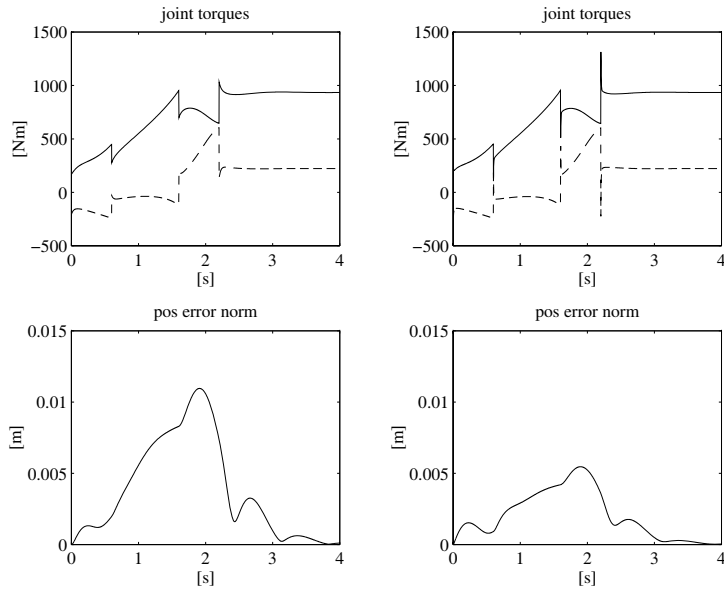 joint torques
1500
1000
500
0
−500
[Nm]
0 1 2 3 4
[s]
joint torques
1500
1000
500
0
−500
[Nm]
0 1 2 3 4
[s]
pos error norm
0.015
0.01
0.005
0
[m]
0 1 2 3 4
[s]
pos error norm
0.015
0.01
0.005
0
[m]
0 1 2 3 4
[s]